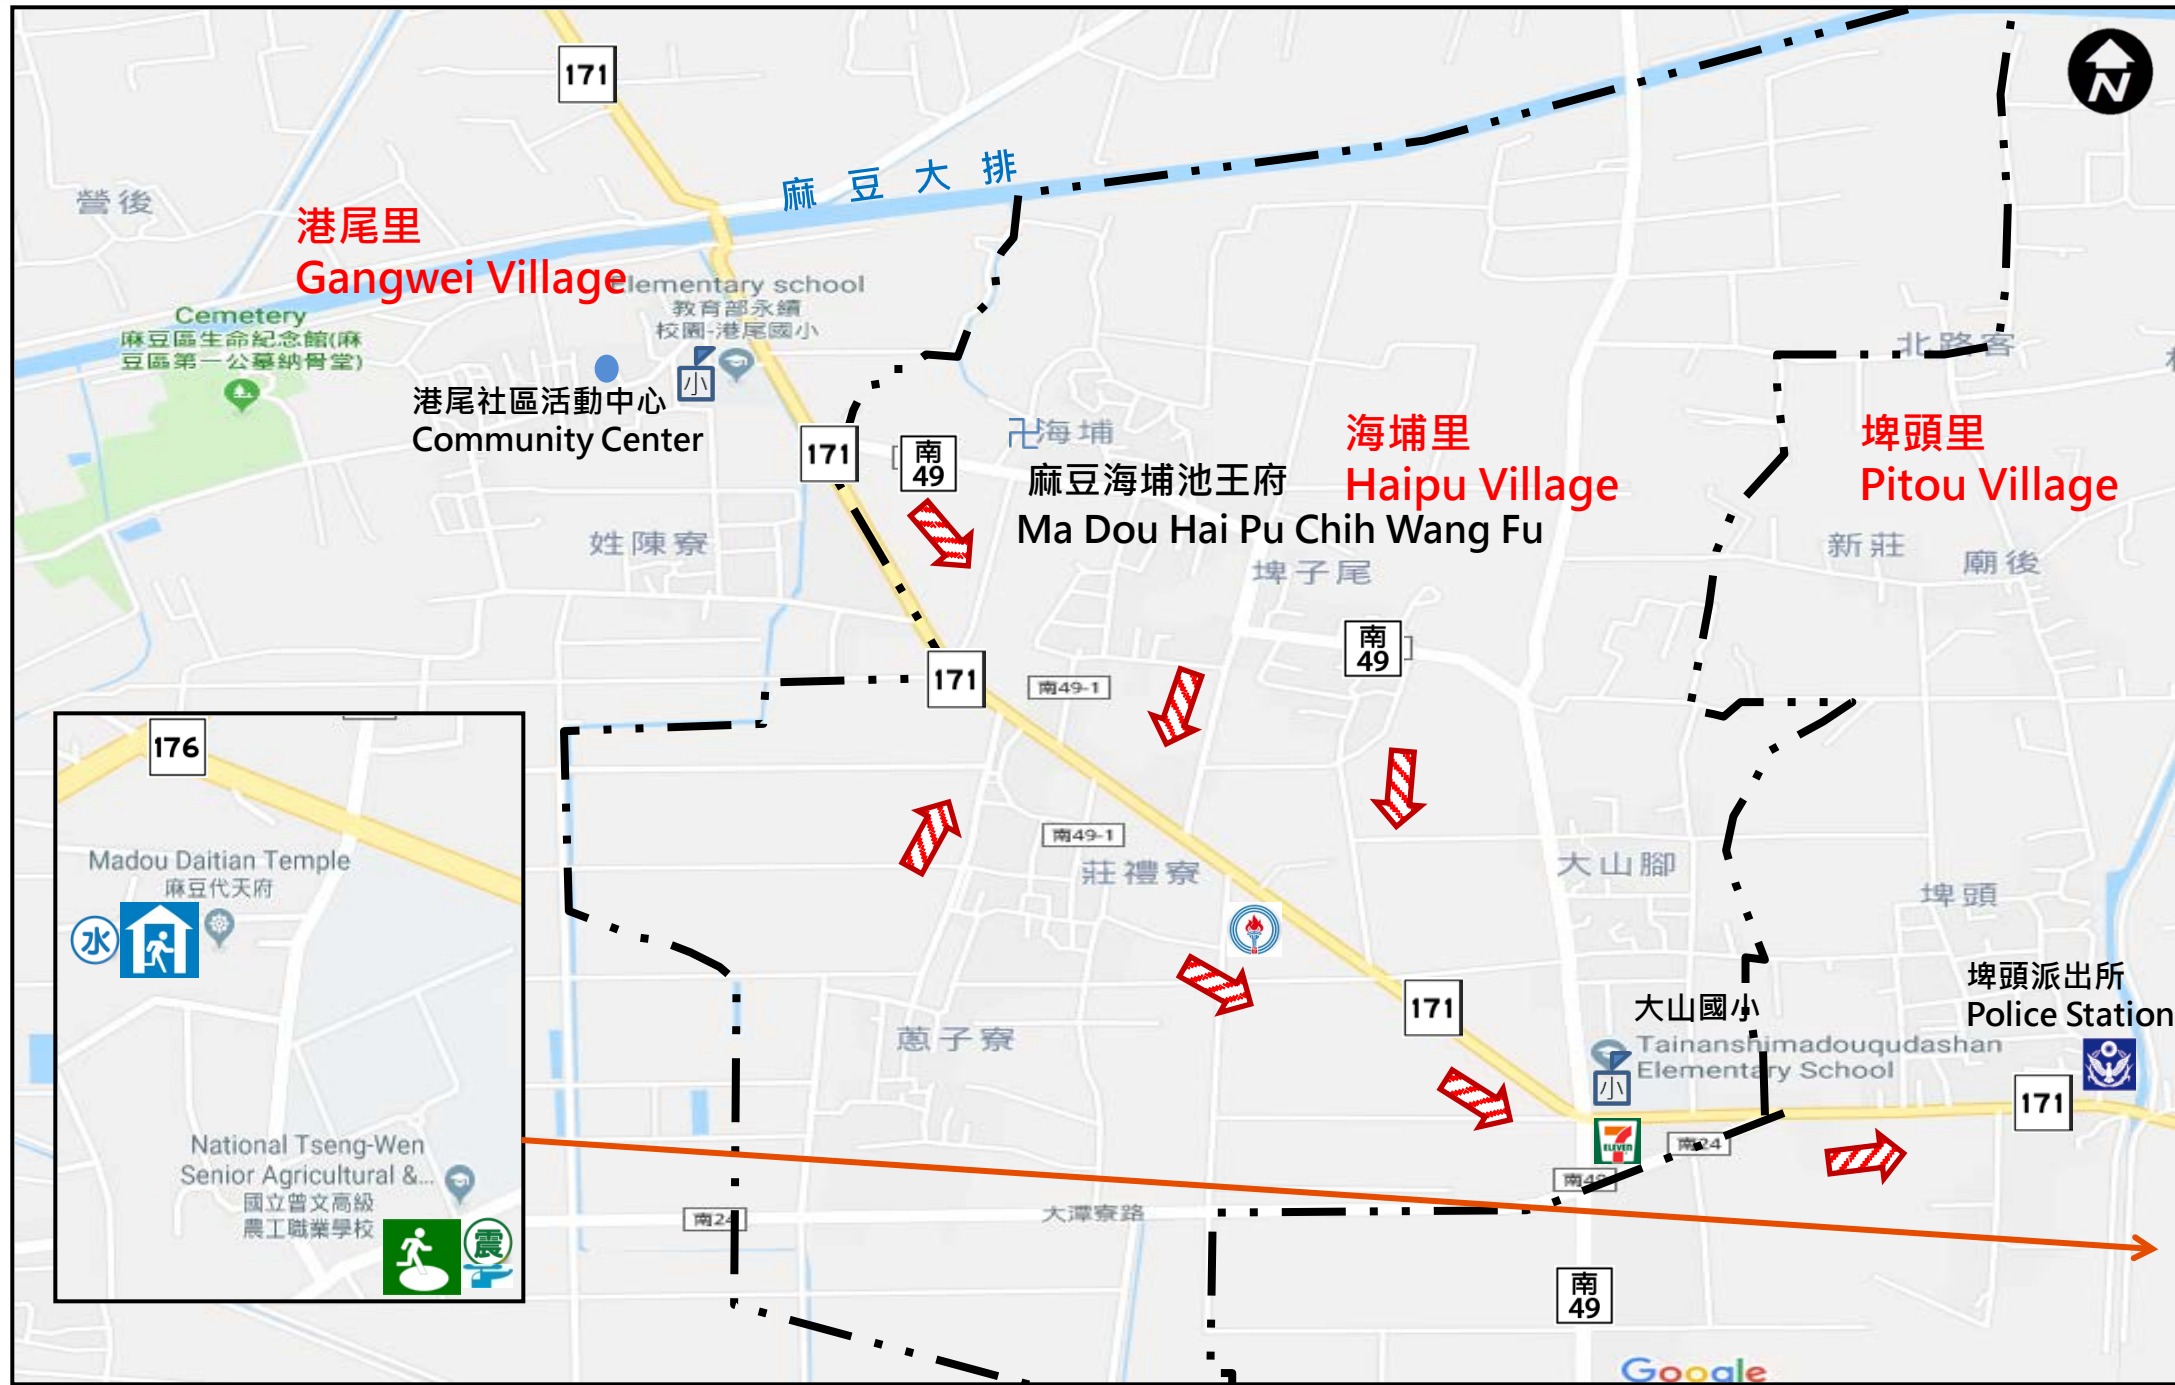 171
麻豆大排
營後
港尾里
Gangwei Village
Elementary school
教育部永續
校園-港尾國小
小
Cemetery
麻豆區生命紀念館(麻
豆區第一公墓納骨堂)
港尾社區活動中心
Community Center
171
南
49
卍海埔
麻豆海埔池王府
Ma Dou Hai Pu Chih Wang Fu
海埔里
Haipu Village
北路客
埤頭里
Pitou Village
姓陳寮
埤子尾
新莊
廟後
南
49
171
南49-1
南49-1
莊禮寮
大山腳
埤頭
176
Madou Daitian Temple
麻豆代天府
水
National Tseng-Wen
Senior Agricultural &...
國立曾文高級
農工職業學校
震
蔥子寮
171
大山國小
Tainanshimadouqudashan
Elementary School
小
埤頭派出所
Police Station
171
7
ELEVEN
南24
南24
大潭寮路
南
49
Google
N